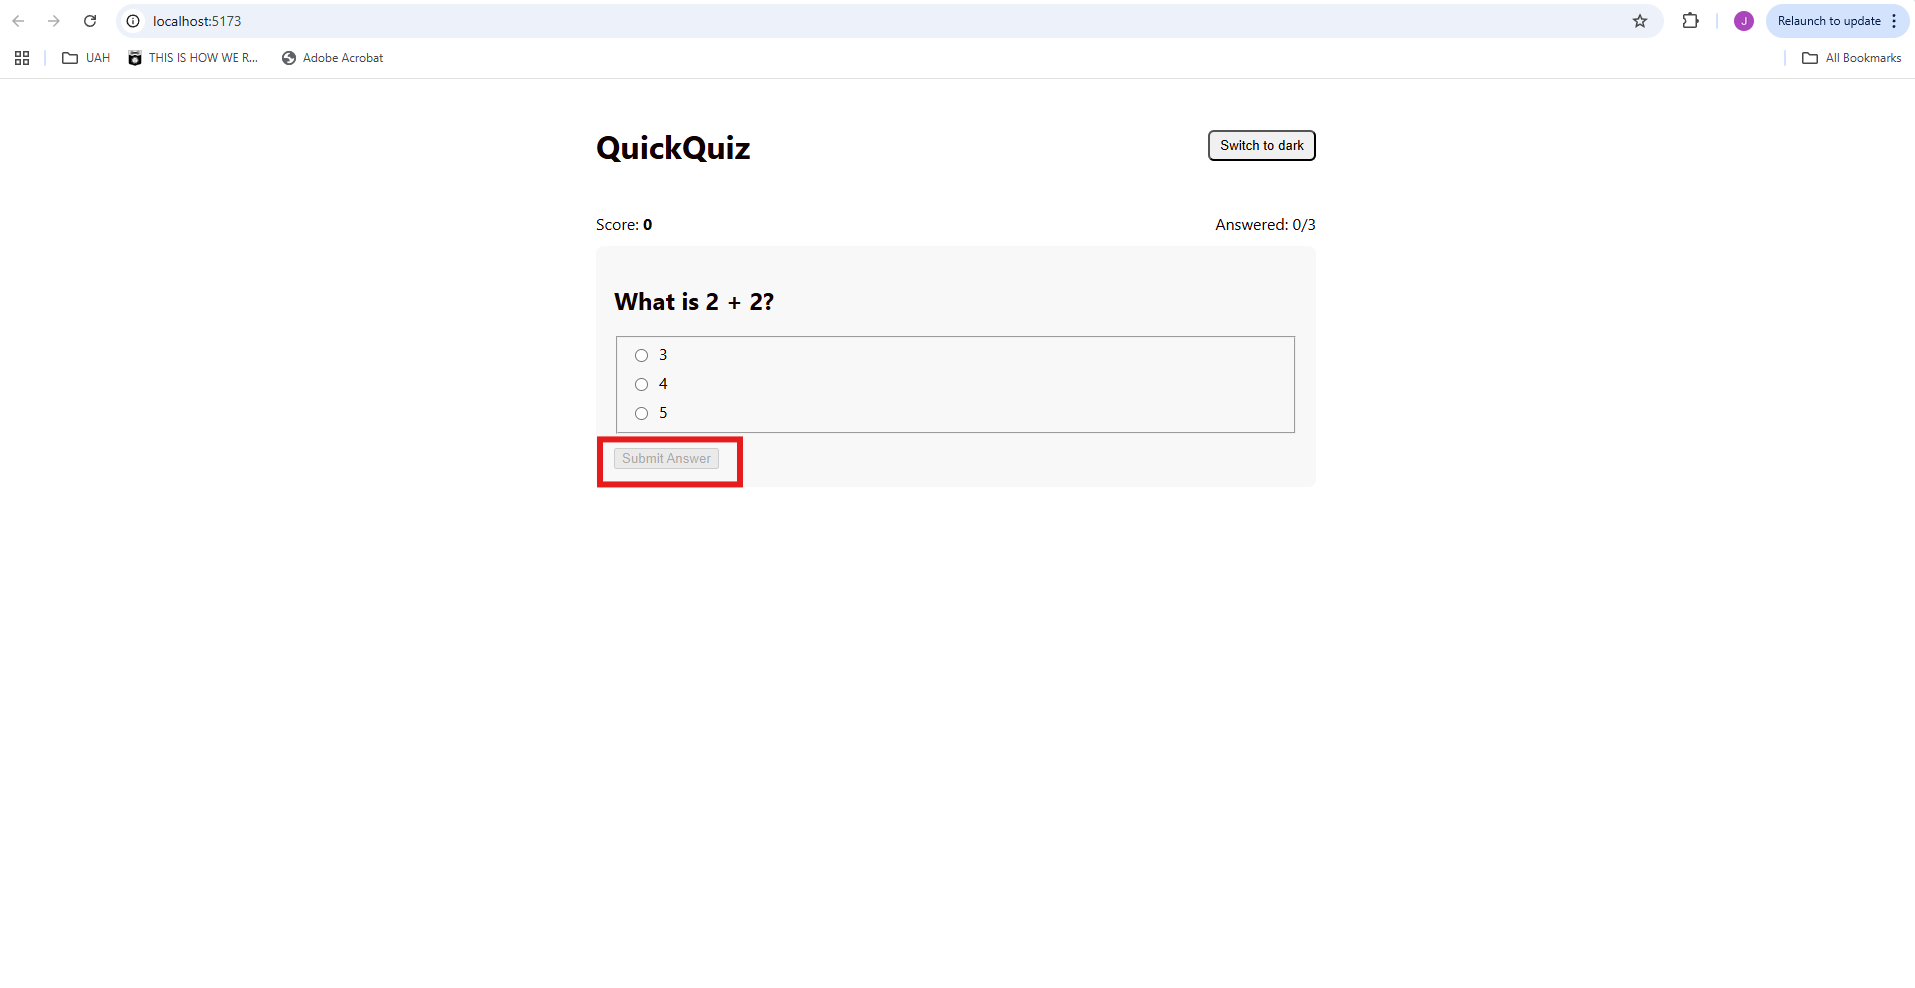 localhost:5173
J
Relaunch to update
UAH
THIS IS HOW WE R...
Adobe Acrobat
All Bookmarks
QuickQuiz
Switch to dark
Score: 0
Answered: 0/3
What is 2 + 2?
3
4
5
Submit Answer